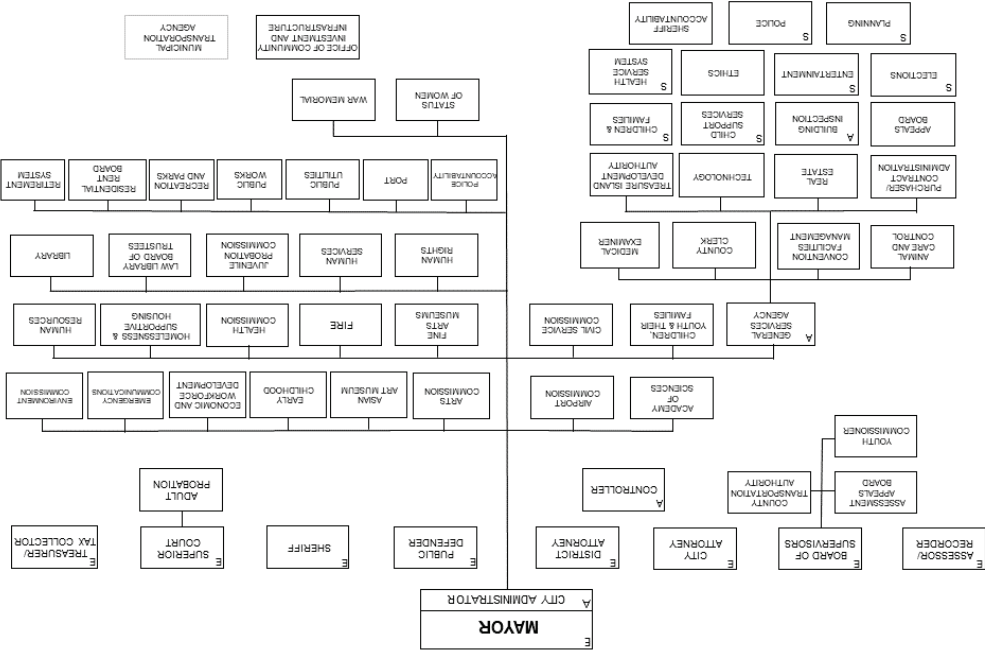 E
MAYOR
A CITY ADMINISTRATOR
E
ASSESSOR/
RECORDER
E
BOARD OF
SUPERVISORS
E
CITY
ATTORNEY
E
DISTRICT
ATTORNEY
E
PUBLIC
DEFENDER
E
SHERIFF
E
SUPERIOR
COURT
E
TREASURER/
TAX COLLECTOR
ASSESSMENT
APPEALS
BOARD
COUNTY
TRANSPORTATION
AUTHORITY
A
CONTROLLER
ADULT
PROBATION
YOUTH
COMMISSIONER
ACADEMY
OF
SCIENCES
AIRPORT
COMMISSION
ARTS
COMMISSION
ASIAN
ART MUSEUM
EARLY
CHILDHOOD
ECONOMIC AND
WORKFORCE
DEVELOPMENT
EMERGENCY
COMMUNICATIONS
ENVIRONMENT
COMMISSION
A
GENERAL
SERVICES
AGENCY
CHILDREN,
YOUTH & THEIR
FAMILIES
CIVIL SERVICE
COMMISSION
FINE
ARTS
MUSEUMS
FIRE
HEALTH
COMMISSION
HOMELESSNESS &
SUPPORTIVE
HOUSING
HUMAN
RESOURCES
ANIMAL
CARE AND
CONTROL
CONVENTION
FACILITIES
MANAGEMENT
COUNTY
CLERK
MEDICAL
EXAMINER
HUMAN
RIGHTS
HUMAN
SERVICES
JUVENILE
PROBATION
COMMISSION
LAW LIBRARY
BOARD OF
TRUSTEES
LIBRARY
PURCHASER/
CONTRACT
ADMINISTRATION
REAL
ESTATE
TECHNOLOGY
TREASURE ISLAND
DEVELOPMENT
AUTHORITY
POLICE
ACCOUNTABILITY
PORT
PUBLIC
UTILITIES
PUBLIC
WORKS
RECREATION
AND PARKS
RESIDENTIAL
RENT
BOARD
RETIREMENT
SYSTEM
APPEALS
BOARD
A
BUILDING
INSPECTION
S
CHILD
SUPPORT
SERVICES
S
CHILDREN &
FAMILIES
STATUS
OF WOMEN
WAR MEMORIAL
S
ELECTIONS
S
ENTERTAINMENT
ETHICS
S
HEALTH
SERVICE
SYSTEM
S
PLANNING
S
POLICE
SHERIFF
ACCOUNTABILITY
OFFICE OF COMMUNITY
INVESTMENT AND
INFRASTRUCTURE
MUNICIPAL
TRANSPORTATION
AGENCY